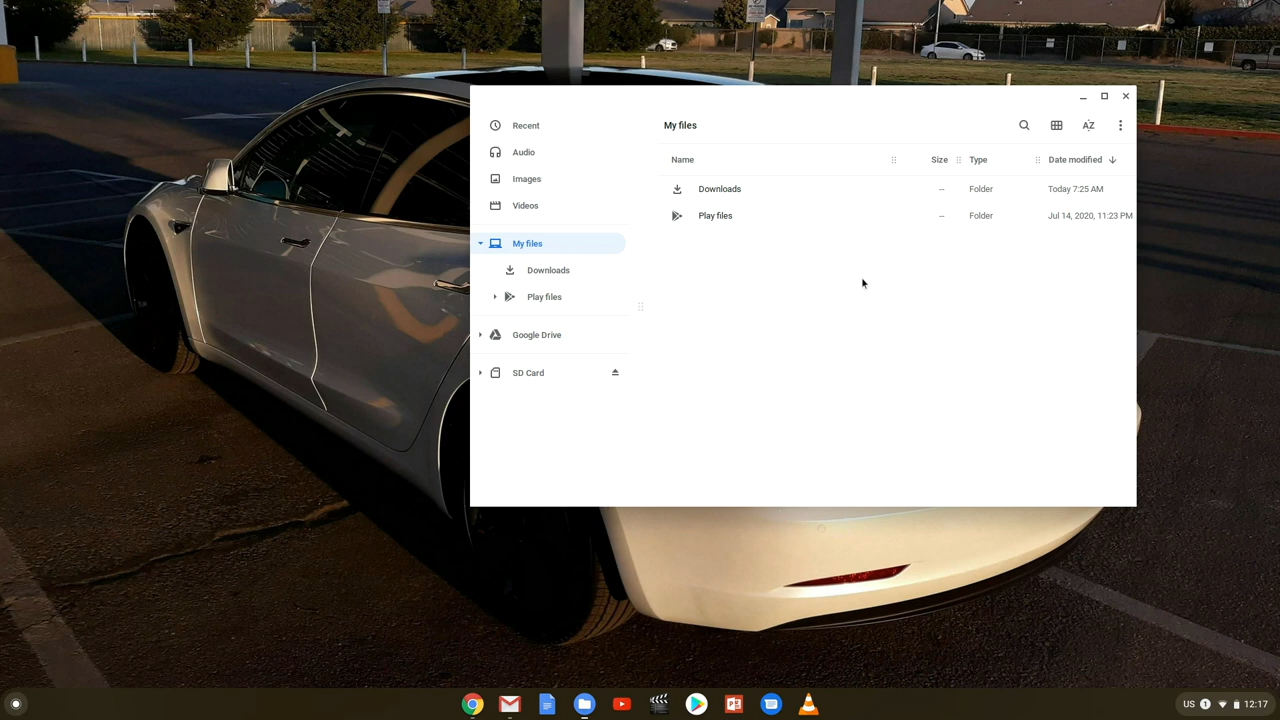 Recent
Audio
Images
Videos
My files
Downloads
Play files
Google Drive
SD Card
My files
AZ
Name Size Type Date modified
Downloads -- Folder Today 7:25 AM
Play files -- Folder Jul 14, 2020, 11:23 PM
US 1 12:17